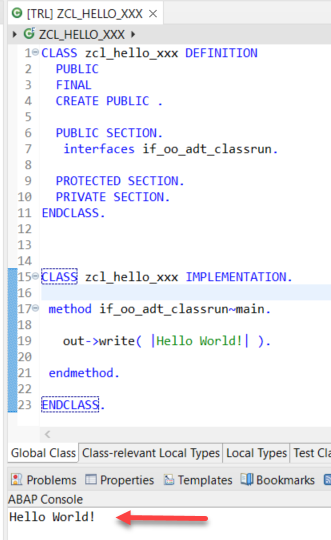 [TRL] ZCL_HELLO_XXX
ZCL_HELLO_XXX
1 CLASS zcl_hello_xxx DEFINITION
2 PUBLIC
3 FINAL
4 CREATE PUBLIC .
5
6 PUBLIC SECTION.
7 interfaces if_oo_adt_classrun.
8
9 PROTECTED SECTION.
10 PRIVATE SECTION.
11 ENDCLASS.
12
13
14
15 CLASS zcl_hello_xxx IMPLEMENTATION.
16
17 method if_oo_adt_classrun~main.
18
19 out->write( |Hello World!| ).
20
21 endmethod.
22
23 ENDCLASS.
Global Class Class-relevant Local Types Local Types Test Cla
Problems Properties Templates Bookmarks
ABAP Console
Hello World!